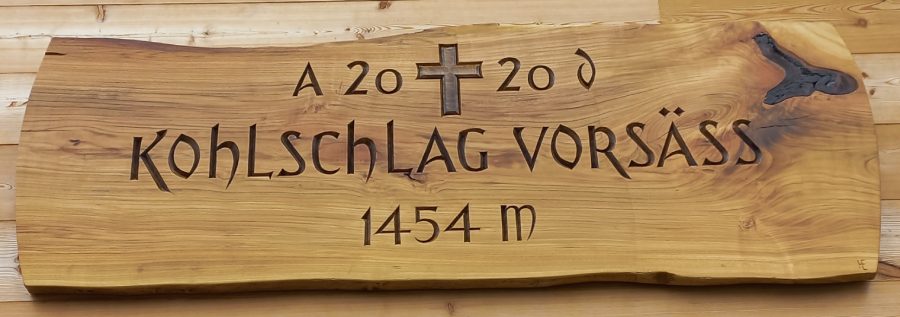 A 20 20 d
KOHLSCHLAG VORSÄSS
1454 m